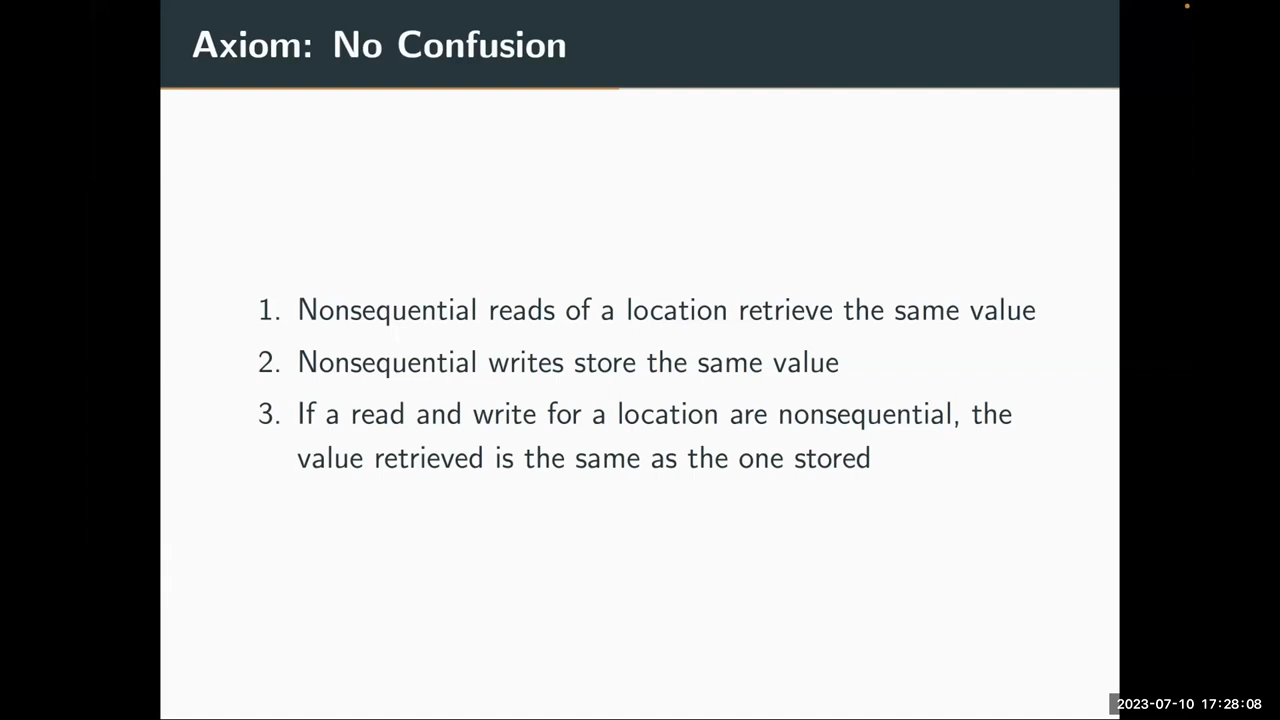 Axiom: No Confusion
1. Nonsequential reads of a location retrieve the same value
2. Nonsequential writes store the same value
3. If a read and write for a location are nonsequential, the
value retrieved is the same as the one stored
2023-07-10 17:28:08